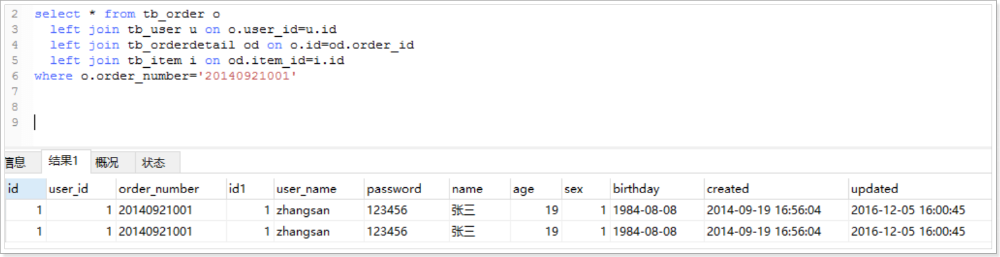 2 select * from tb_order o
3 left join tb_user u on o.user_id=u.id
4 left join tb_orderdetail od on o.id=od.order_id
5 left join tb_item i on od.item_id=i.id
6 where o.order_number='20140921001'
7
8
9
信息 结果1 概况 状态
id user_id order_number id1 user_name password name age sex birthday created updated
1 1 20140921001 1 zhangsan 123456 张三 19 1 1984-08-08 2014-09-19 16:56:04 2016-12-05 16:00:45
1 1 20140921001 1 zhangsan 123456 张三 19 1 1984-08-08 2014-09-19 16:56:04 2016-12-05 16:00:45